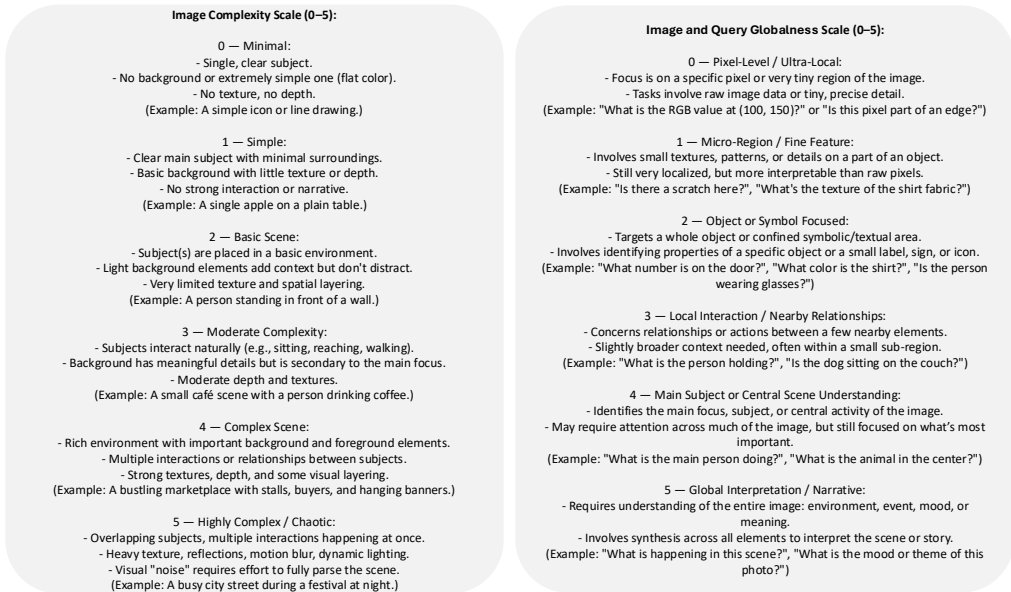 Image Complexity Scale (0–5):
0 — Minimal:
- Single, clear subject.
- No background or extremely simple one (flat color).
- No texture, no depth.
(Example: A simple icon or line drawing.)
1 — Simple:
- Clear main subject with minimal surroundings.
- Basic background with little texture or depth.
- No strong interaction or narrative.
(Example: A single apple on a plain table.)
2 — Basic Scene:
- Subject(s) are placed in a basic environment.
- Light background elements add context but don't distract.
- Very limited texture and spatial layering.
(Example: A person standing in front of a wall.)
3 — Moderate Complexity:
- Subjects interact naturally (e.g., sitting, reaching, walking).
- Background has meaningful details but is secondary to the main focus.
- Moderate depth and textures.
(Example: A small café scene with a person drinking coffee.)
4 — Complex Scene:
- Rich environment with important background and foreground elements.
- Multiple interactions or relationships between subjects.
- Strong textures, depth, and some visual layering.
(Example: A bustling marketplace with stalls, buyers, and hanging banners.)
5 — Highly Complex / Chaotic:
- Overlapping subjects, multiple interactions happening at once.
- Heavy texture, reflections, motion blur, dynamic lighting.
- Visual "noise" requires effort to fully parse the scene.
(Example: A busy city street during a festival at night.)
Image and Query Globalness Scale (0–5):
0 — Pixel-Level / Ultra-Local:
- Focus is on a specific pixel or very tiny region of the image.
- Tasks involve raw image data or tiny, precise detail.
(Example: "What is the RGB value at (100, 150)?" or "Is this pixel part of an edge?")
1 — Micro-Region / Fine Feature:
- Involves small textures, patterns, or details on a part of an object.
- Still very localized, but more interpretable than raw pixels.
(Example: "Is there a scratch here?", "What's the texture of the shirt fabric?")
2 — Object or Symbol Focused:
- Targets a whole object or confined symbolic/textual area.
- Involves identifying properties of a specific object or a small label, sign, or icon.
(Example: "What number is on the door?", "What color is the shirt?", "Is the person
wearing glasses?")
3 — Local Interaction / Nearby Relationships:
- Concerns relationships or actions between a few nearby elements.
- Slightly broader context needed, often within a small sub-region.
(Example: "What is the person holding?", "Is the dog sitting on the couch?")
4 — Main Subject or Central Scene Understanding:
- Identifies the main focus, subject, or central activity of the image.
- May require attention across much of the image, but still focused on what's most
important.
(Example: "What is the main person doing?", "What is the animal in the center?")
5 — Global Interpretation / Narrative:
- Requires understanding of the entire image: environment, event, mood, or
meaning.
- Involves synthesis across all elements to interpret the scene or story.
(Example: "What is happening in this scene?", "What is the mood or theme of this
photo?")